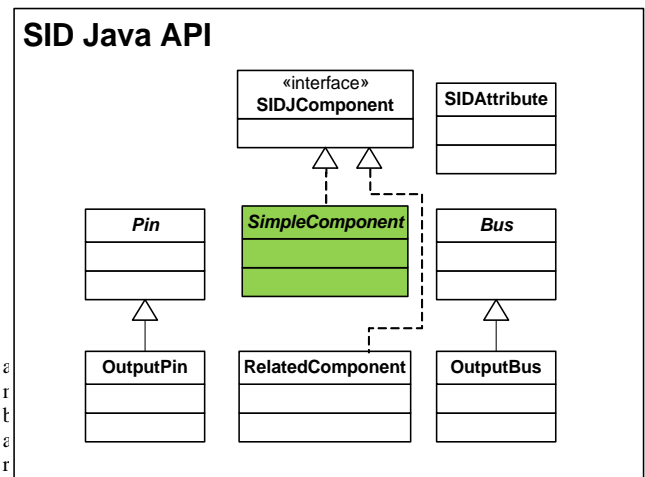 SID Java API
«interface»
SIDJComponent
SIDAttribute
Pin
SimpleComponent
Bus
OutputPin
RelatedComponent
OutputBus